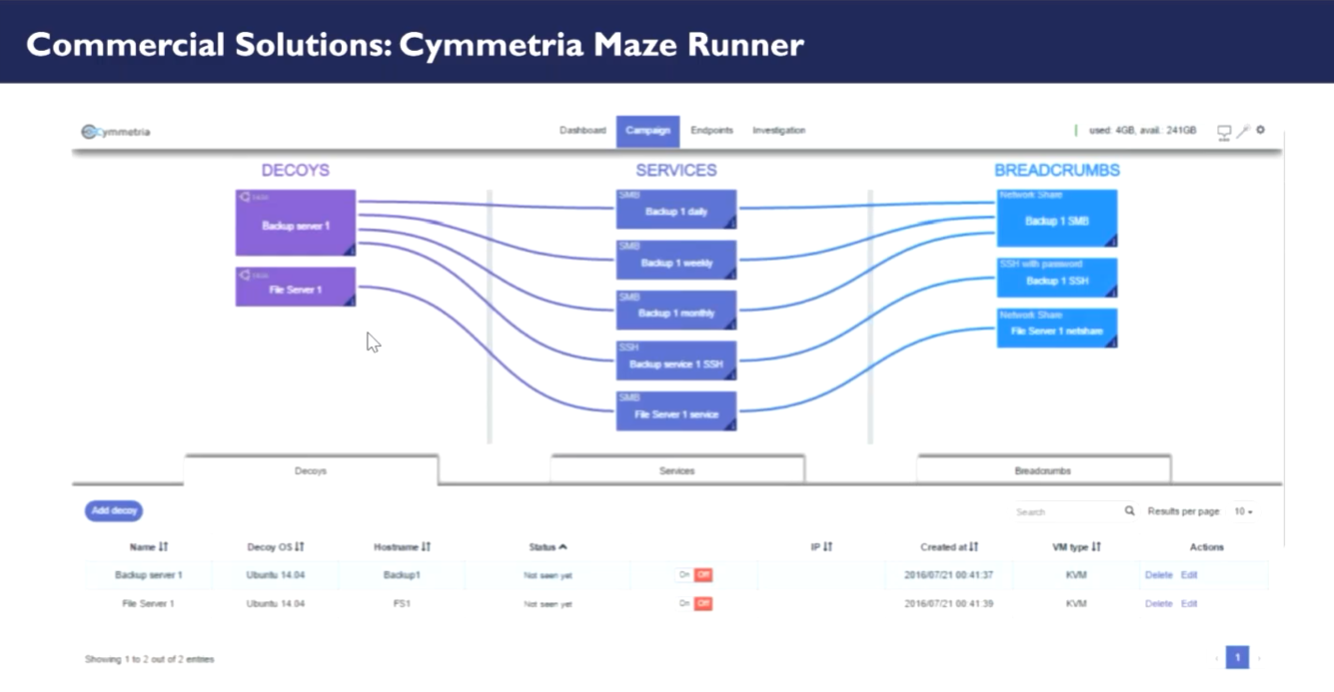 Commercial Solutions: Cymmetria Maze Runner
Cymmetria
Dashboard Campaign Endpoints Investigation used: 4GB, avail.: 241GB
DECOYS SERVICES BREADCRUMBS
Backup server 1
File Server 1
SMB
Backup 1 daily
SMB
Backup 1 weekly
SMB
Backup 1 monthly
SSH
Backup service 1 SSH
SMB
File Server 1 service
Network Share
Backup 1 SMB
SSH with password
Backup 1 SSH
Network Share
File Server 1 netshare
Decoys Services Breadcrumbs
Add decoy Search Results per page: 10
Name Decoy OS Hostname Status IP Created at VM type Actions
Backup server 1 Ubuntu 14.04 Backup1 Not seen yet On Off 2016/07/21 00:41:37 KVM Delete Edit
File Server 1 Ubuntu 14.04 FS1 Not seen yet On Off 2016/07/21 00:41:39 KVM Delete Edit
Showing 1 to 2 out of 2 entries 1